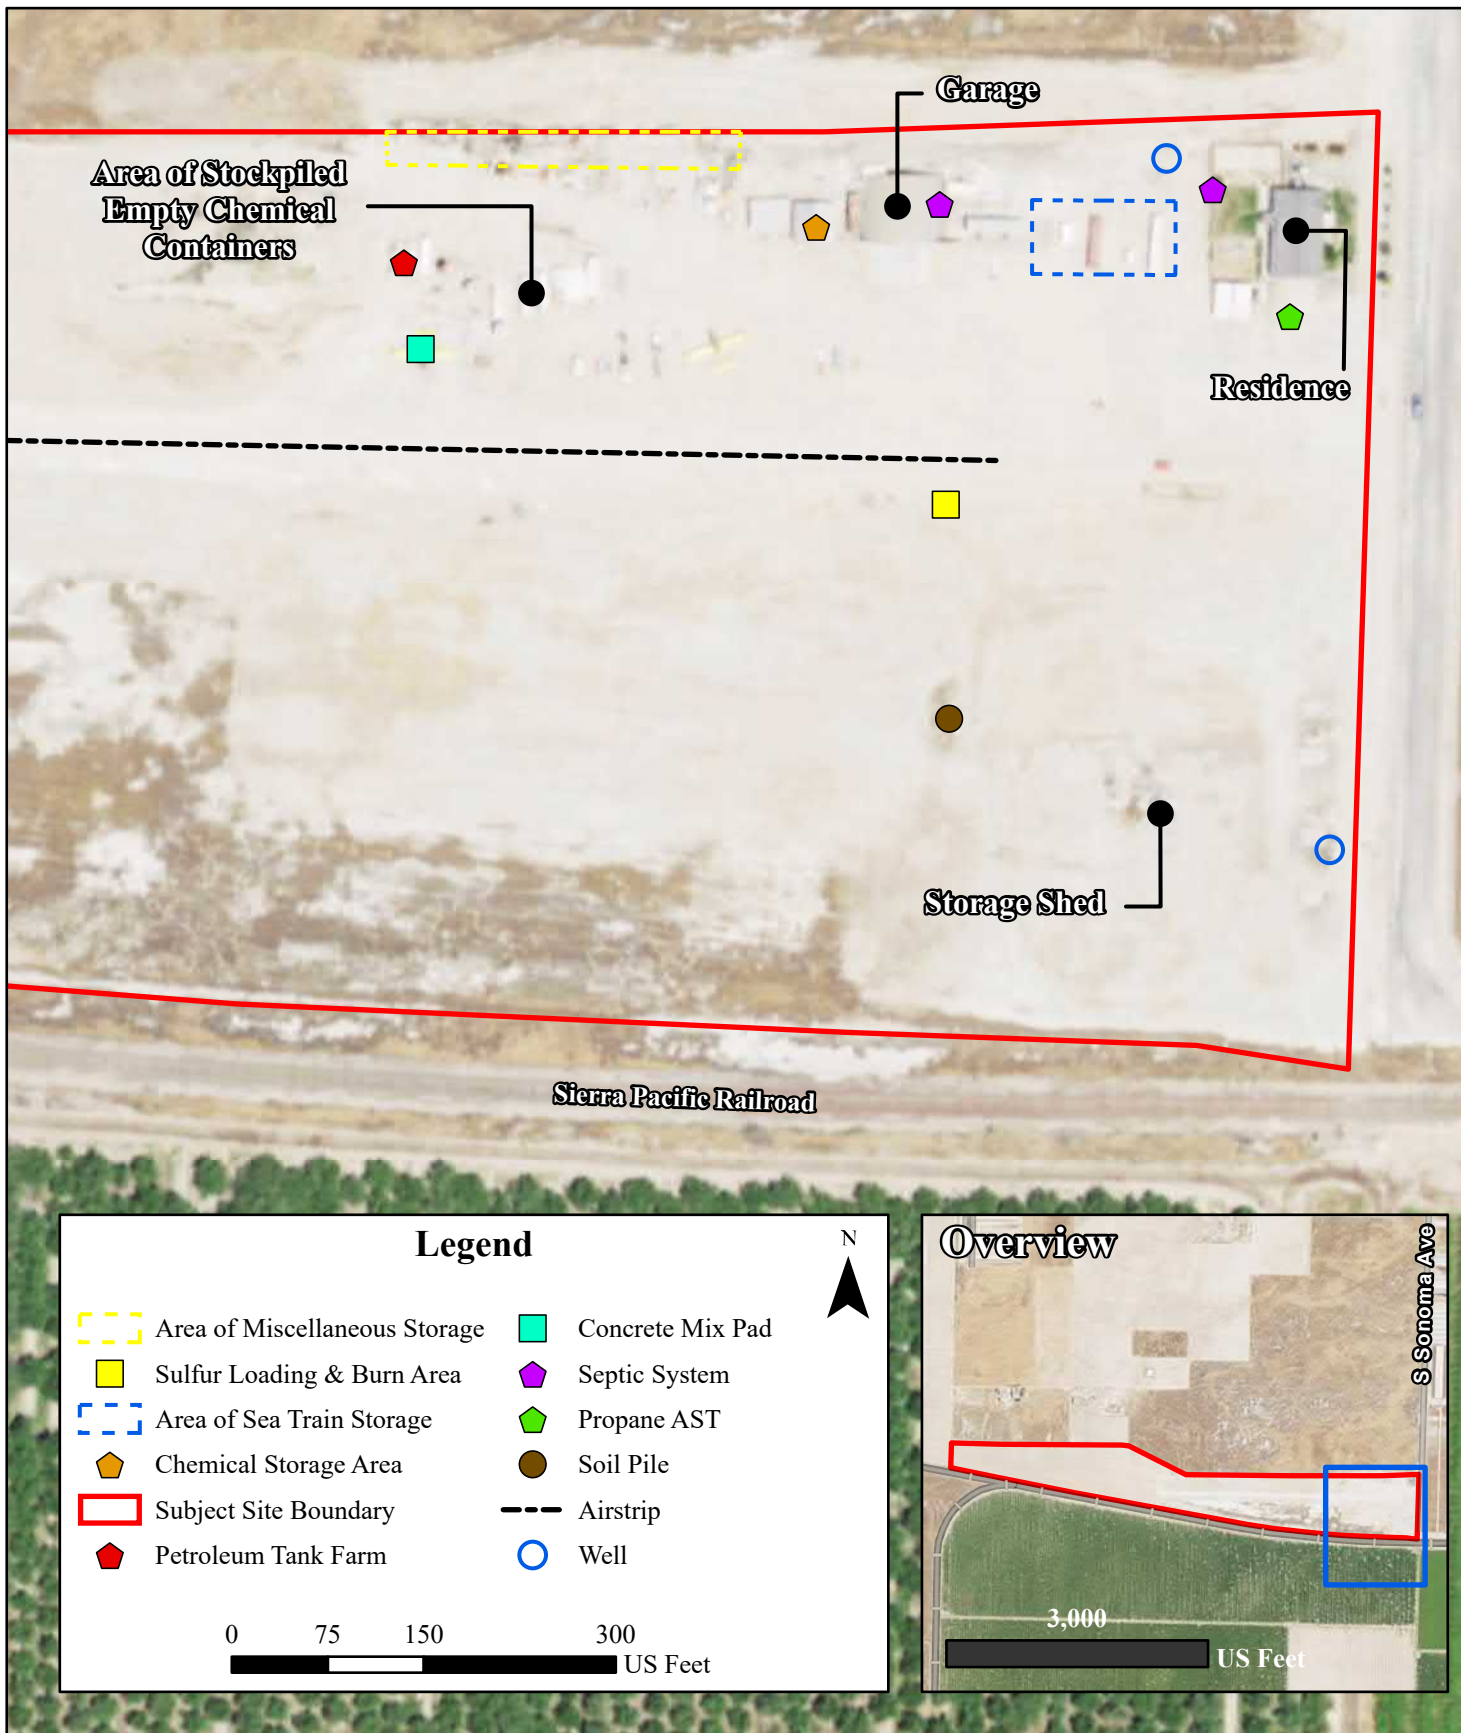 Garage
Area of Stockpiled
Empty Chemical
Containers
Residence
Storage Shed
Sierra Pacific Railroad
Legend
N
Area of Miscellaneous Storage
Sulfur Loading & Burn Area
Area of Sea Train Storage
Chemical Storage Area
Subject Site Boundary
Petroleum Tank Farm
Concrete Mix Pad
Septic System
Propane AST
Soil Pile
Airstrip
Well
0 75 150 300
US Feet
Overview
S Sonoma Ave
3,000
US Feet